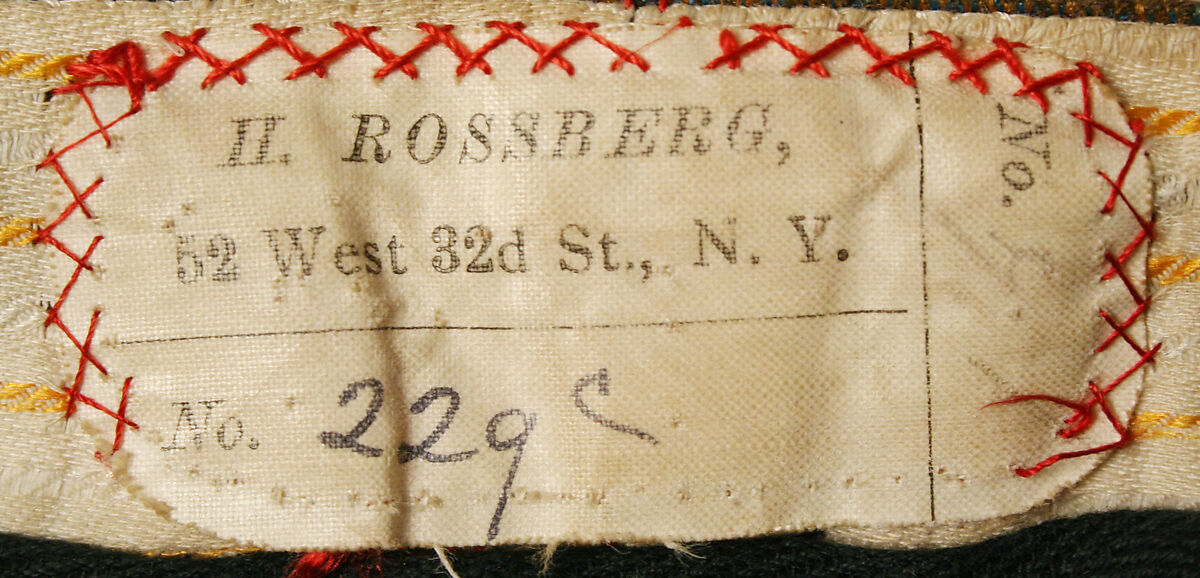 H. ROSSBERG,
52 West 32d St., N. Y.
No. 229 c
No.